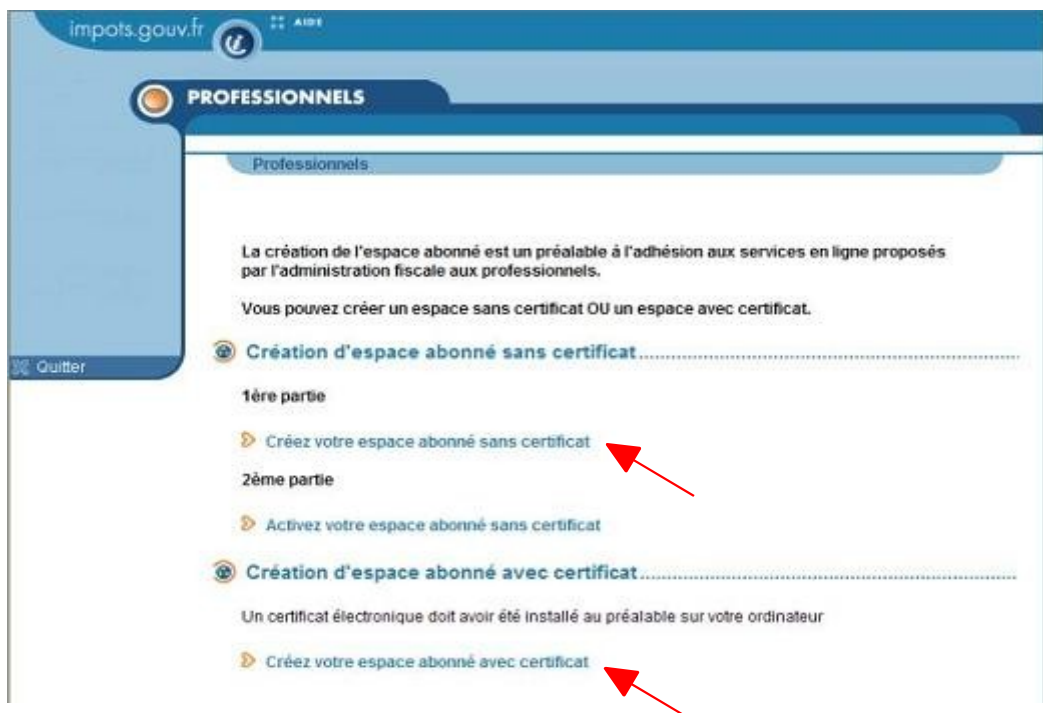 impots.gouv.fr
AIDE
PROFESSIONNELS
Professionnels
La création de l'espace abonné est un préalable à l'adhésion aux services en ligne proposés
par l'administration fiscale aux professionnels.
Vous pouvez créer un espace sans certificat OU un espace avec certificat.
Création d'espace abonné sans certificat
Quitter
1ère partie
Créez votre espace abonné sans certificat
2ème partie
Activez votre espace abonné sans certificat
Création d'espace abonné avec certificat
Un certificat électronique doit avoir été installé au préalable sur votre ordinateur
Créez votre espace abonné avec certificat